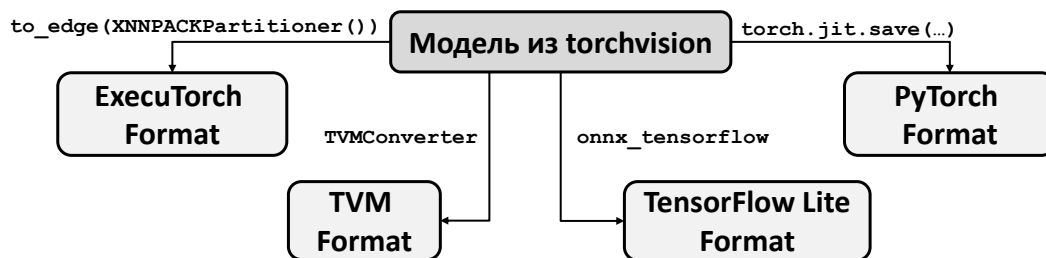 to_edge(XNNPACKPartitioner())
Модель из torchvision
torch.jit.save(…)
ExecuTorch
Format
PyTorch
Format
TVMConverter
onnx_tensorflow
TVM
Format
TensorFlow Lite
Format